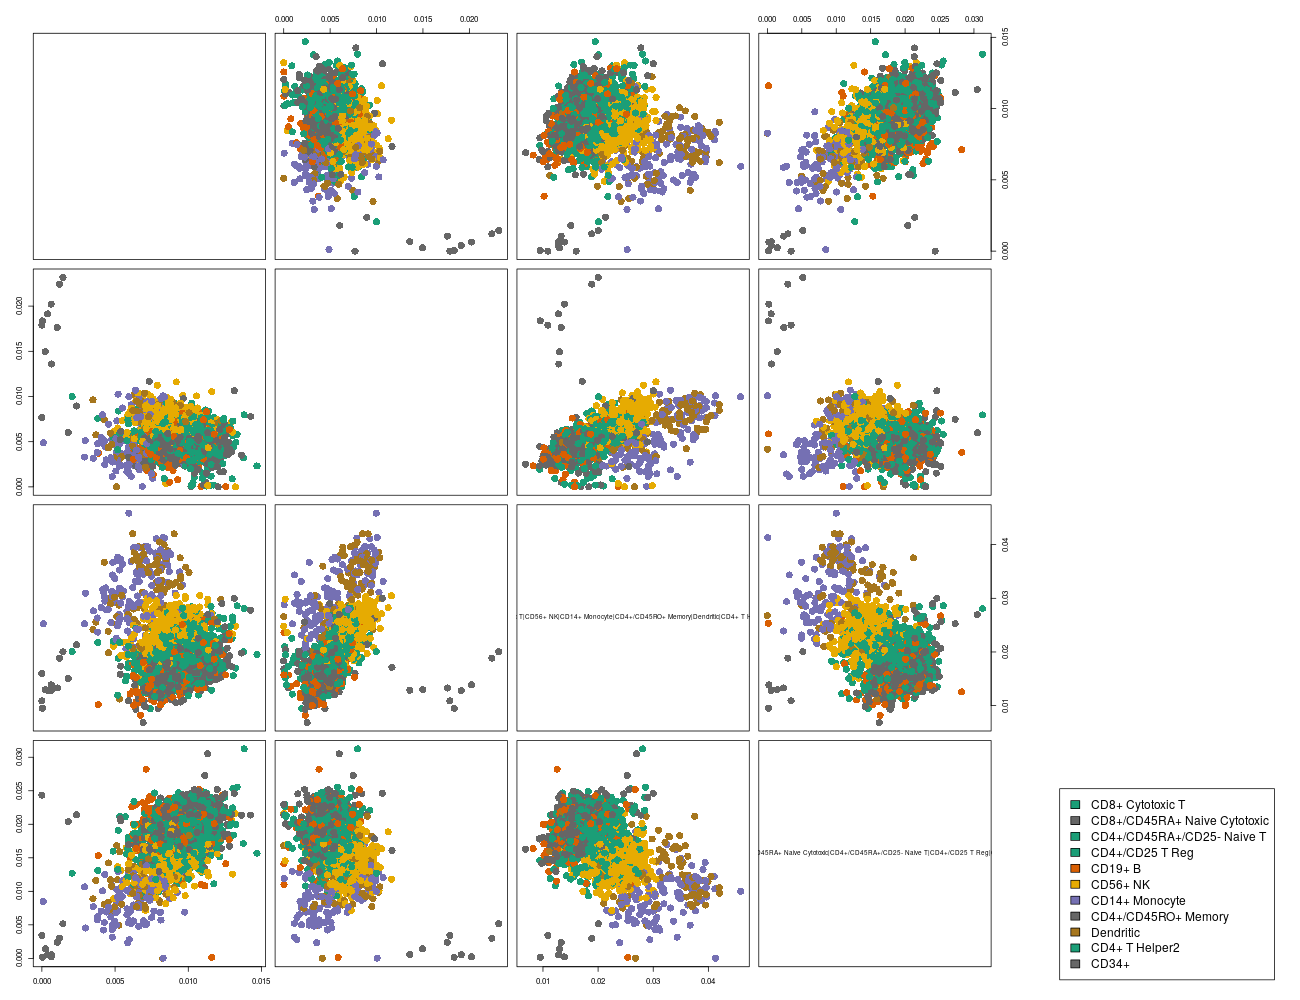 0.000 0.005 0.010 0.020
0.000 0.005 0.010 0.015 0.020 0.025 0.030
0.000 0.005 0.010 0.015
0.000 0.005 0.010 0.015 0.020
T|CD56+ NK|CD14+ Monocyte|CD4+/CD45RO+ Memory|Dendritic|CD4+ T H
0.01 0.02 0.03 0.04
0.000 0.005 0.010 0.015 0.020 0.025 0.030
45RA+ Naive Cytotoxic|CD4+/CD45RA+/CD25- Naive T|CD4+/CD25 T Reg|
0.000 0.005 0.010 0.015
0.01 0.02 0.03 0.04
CD8+ Cytotoxic T
CD8+/CD45RA+ Naive Cytotoxic
CD4+/CD45RA+/CD25- Naive T
CD4+/CD25 T Reg
CD19+ B
CD56+ NK
CD14+ Monocyte
CD4+/CD45RO+ Memory
Dendritic
CD4+ T Helper2
CD34+